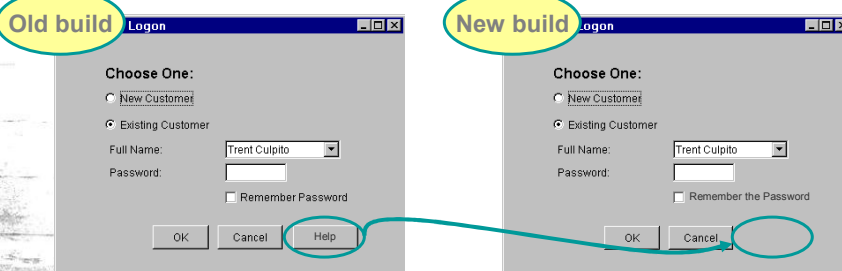 Old build
Logon
Choose One:
New Customer
Existing Customer
Full Name:
Trent Culpito
Password:
Remember Password
OK
Cancel
Help
New build
Logon
Choose One:
New Customer
Existing Customer
Full Name:
Trent Culpito
Password:
Remember the Password
OK
Cancel